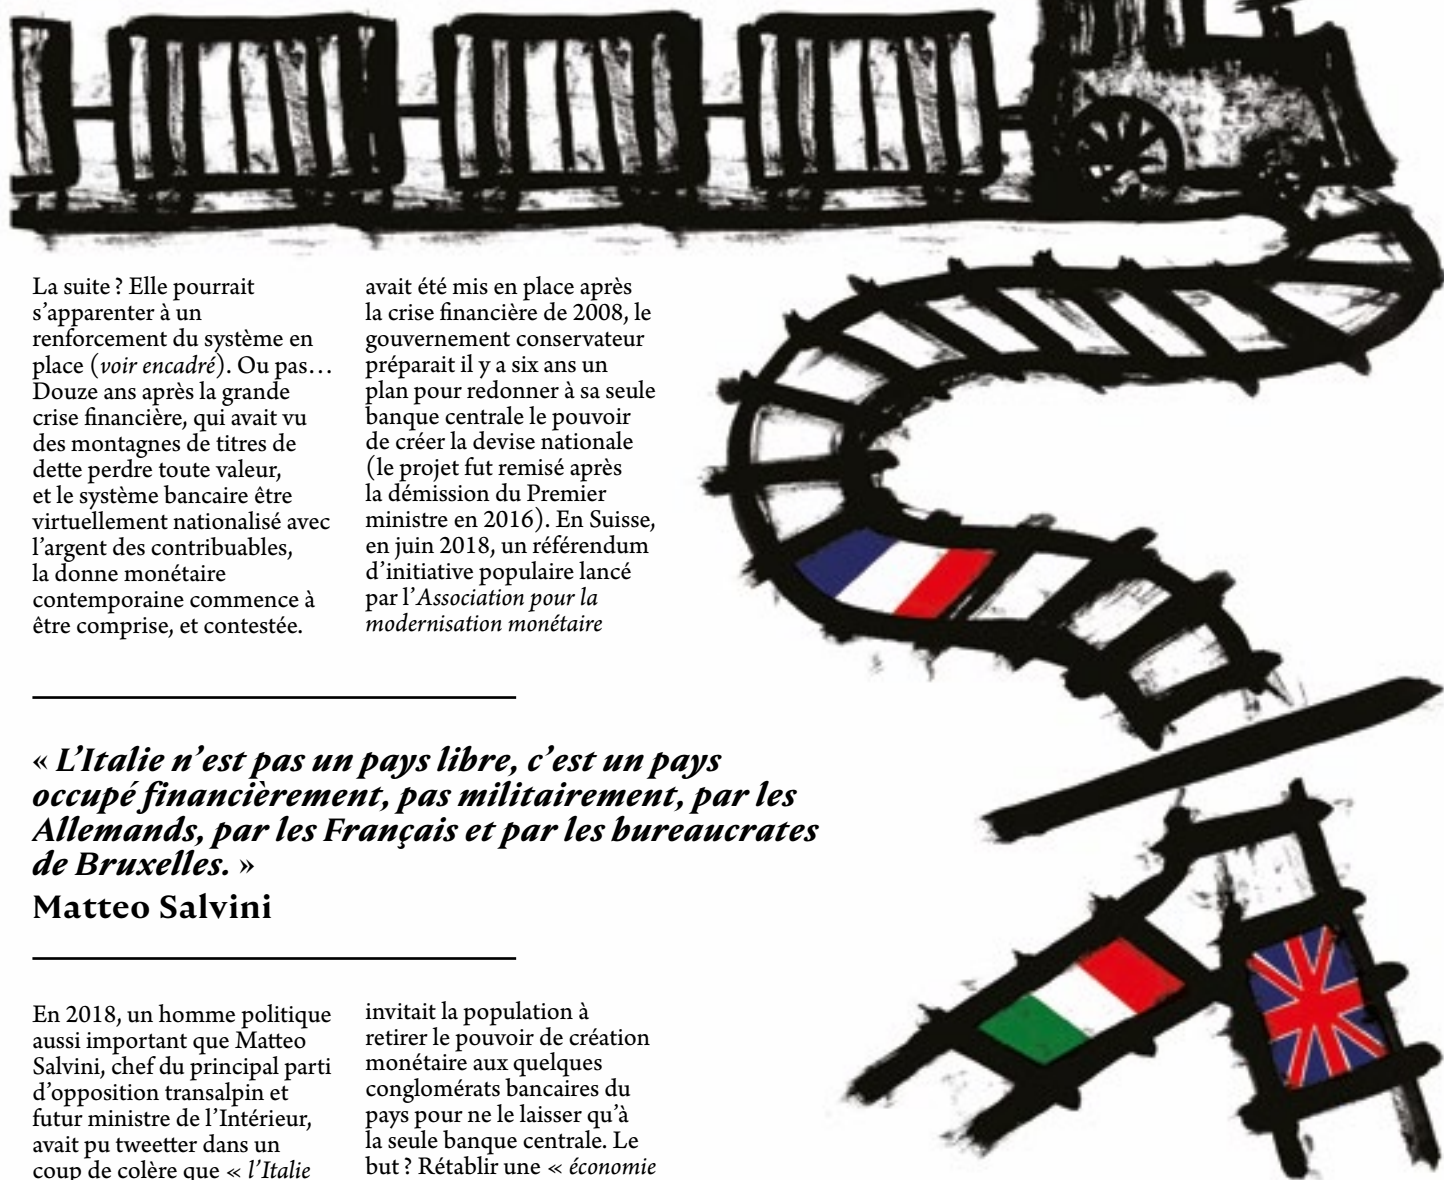 La suite ? Elle pourrait
s’apparenter à un
renforcement du système en
place (voir encadré). Ou pas…
Douze ans après la grande
crise financière, qui avait vu
des montagnes de titres de
dette perdre toute valeur,
et le système bancaire être
virtuellement nationalisé avec
l’argent des contribuables,
la donne monétaire
contemporaine commence à
être comprise, et contestée.
avait été mis en place après
la crise financière de 2008, le
gouvernement conservateur
préparait il y a six ans un
plan pour redonner à sa seule
banque centrale le pouvoir
de créer la devise nationale
(le projet fut remisé après
la démission du Premier
ministre en 2016). En Suisse,
en juin 2018, un référendum
d’initiative populaire lancé
par l’Association pour la
modernisation monétaire
« L’Italie n’est pas un pays libre, c’est un pays
occupé financièrement, pas militairement, par les
Allemands, par les Français et par les bureaucrates
de Bruxelles. »
Matteo Salvini
En 2018, un homme politique
aussi important que Matteo
Salvini, chef du principal parti
d’opposition transalpin et
futur ministre de l’Intérieur,
avait pu tweetter dans un
coup de colère que « l’Italie
invitait la population à
retirer le pouvoir de création
monétaire aux quelques
conglomérats bancaires du
pays pour ne le laisser qu’à
la seule banque centrale. Le
but ? Rétablir une « économie